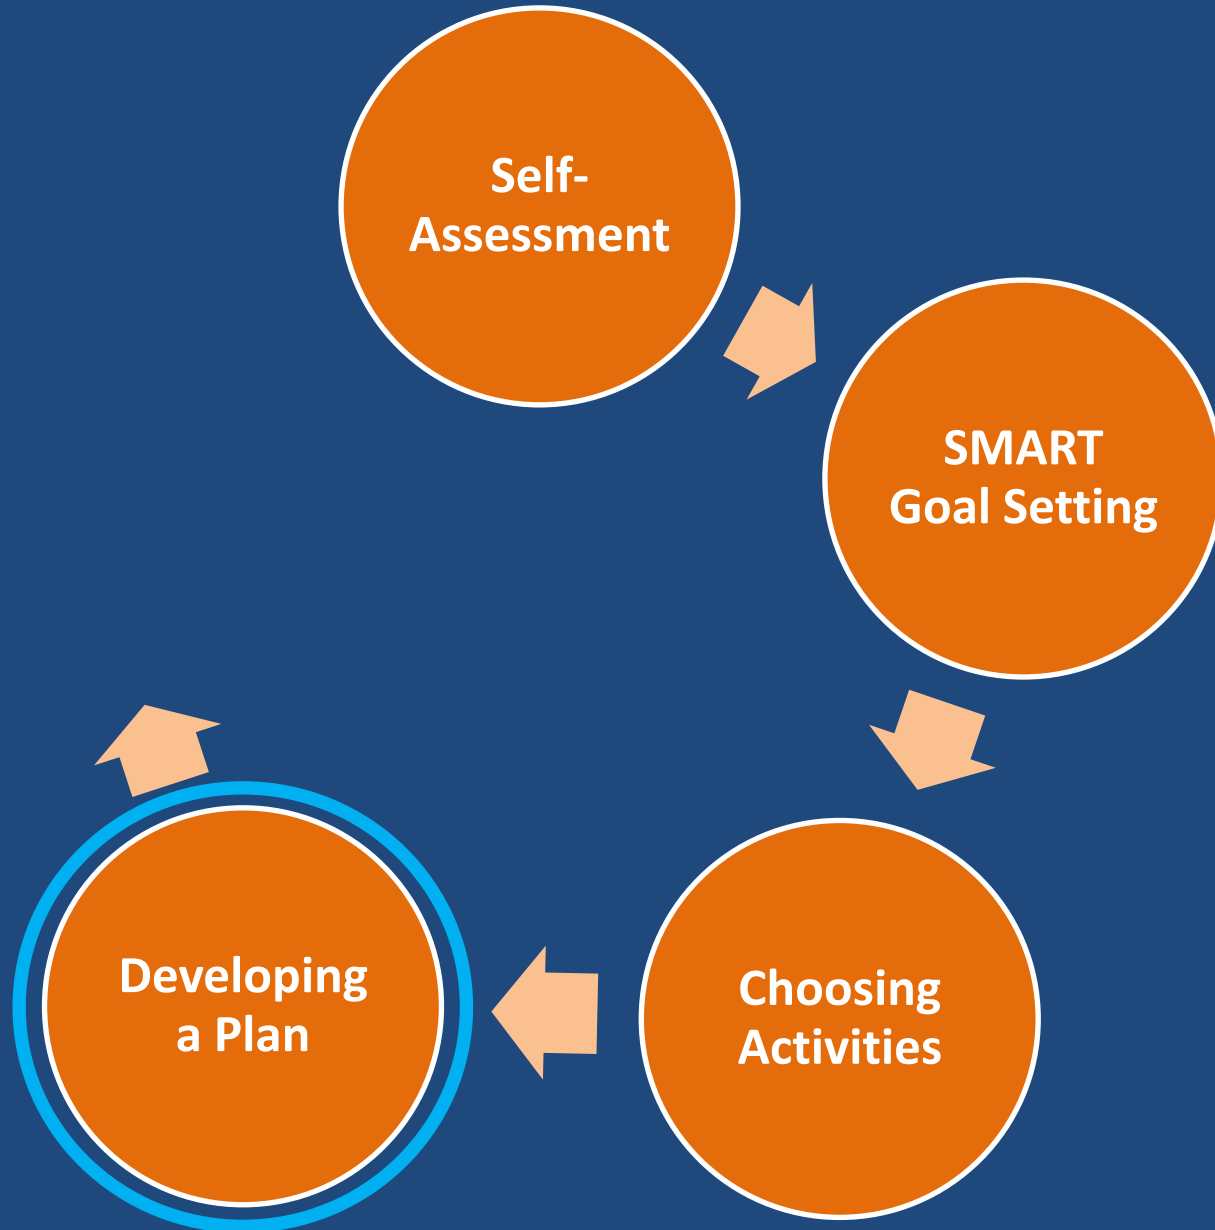 Self-
Assessment
SMART
Goal Setting
Choosing
Activities
Developing
a Plan